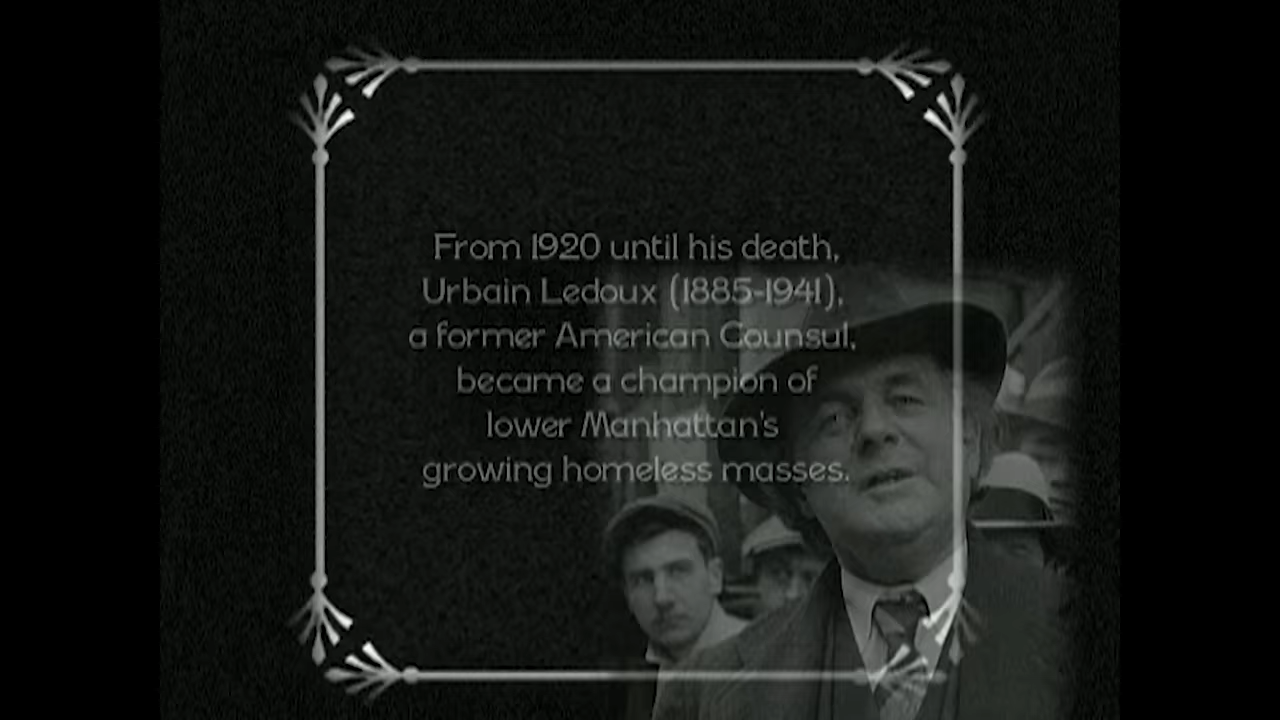 From 1920 until his death,
Urbain Ledoux (1885-1941),
a former American Counsul,
became a champion of
lower Manhattan's
growing homeless masses.